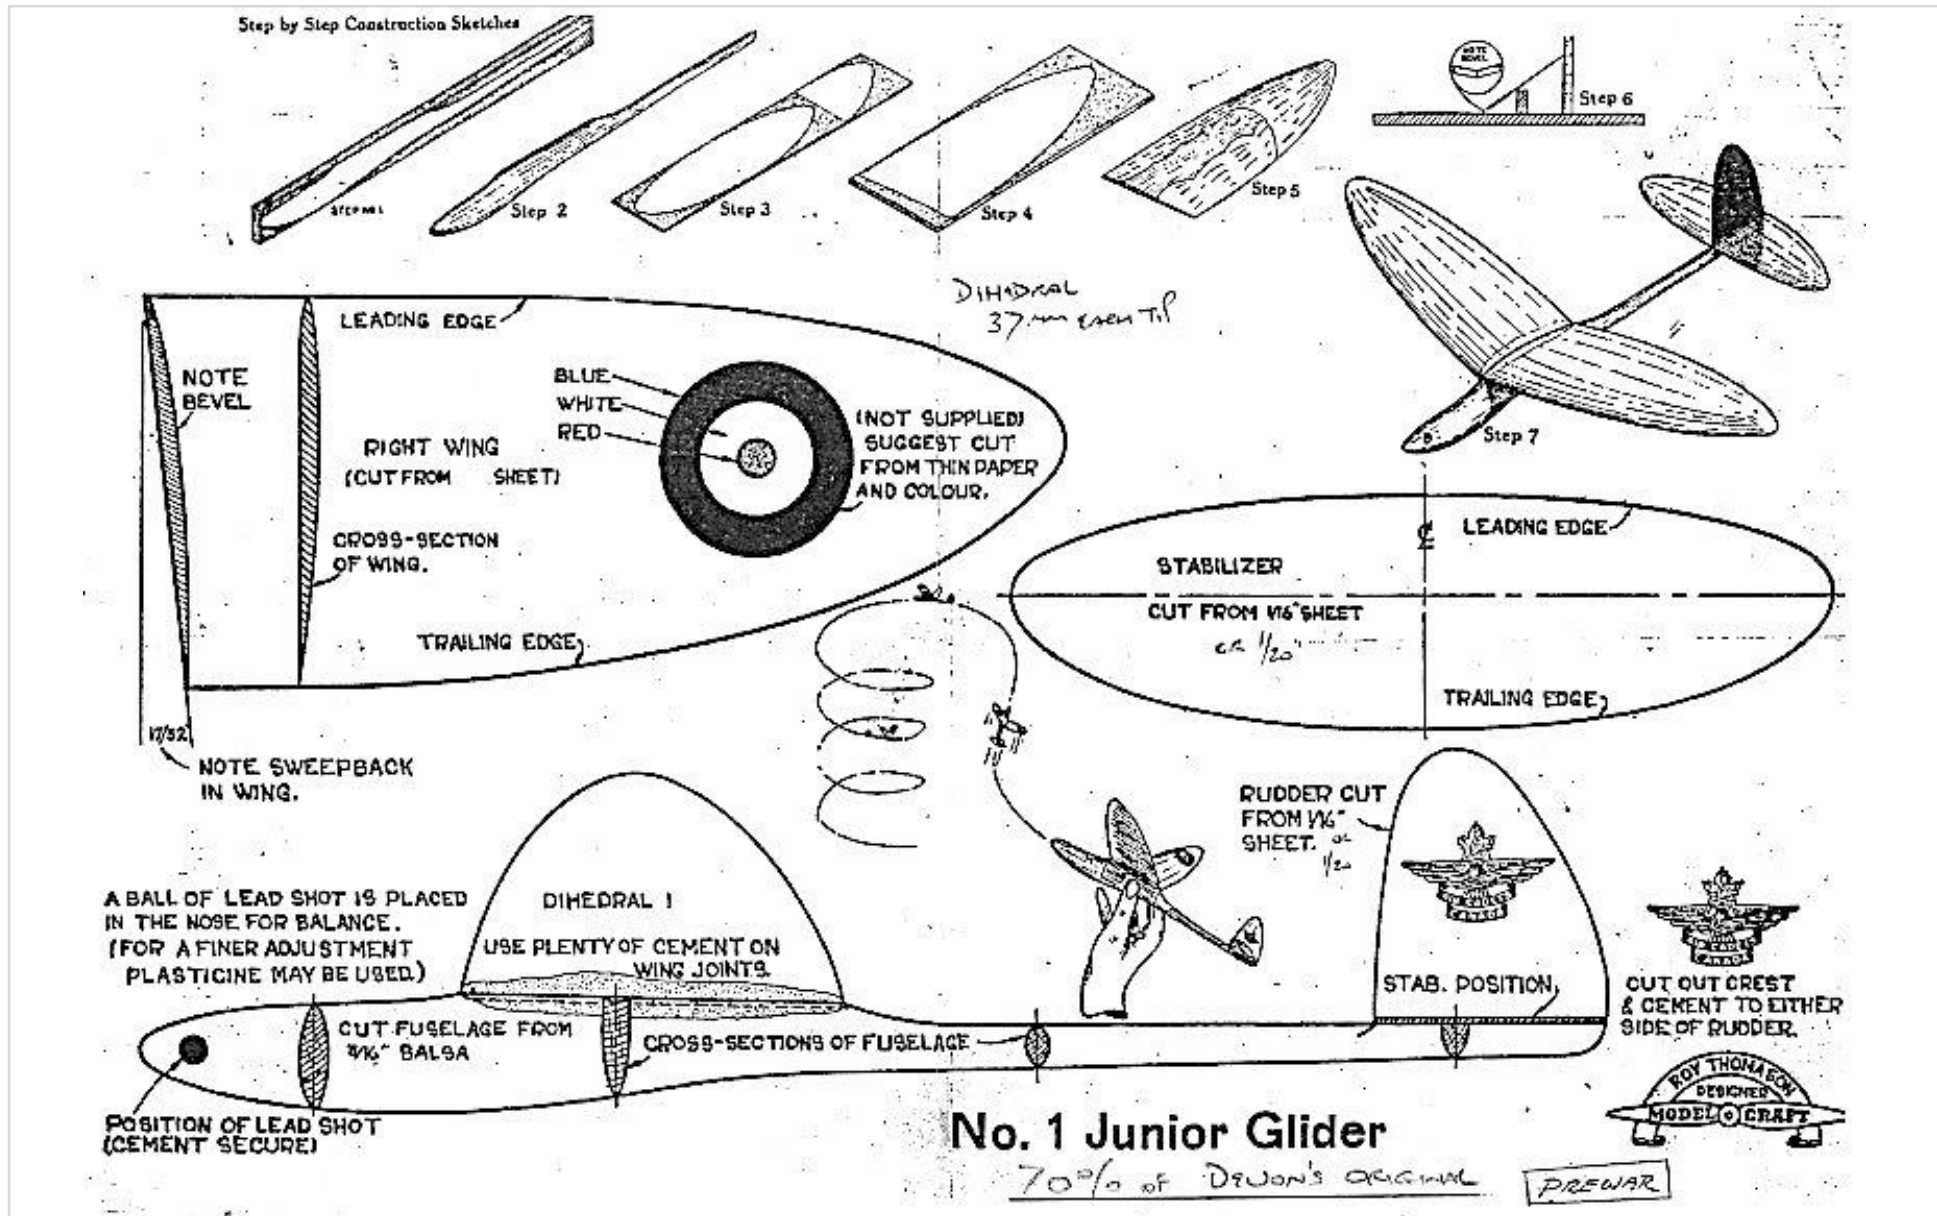 Step by Step Construction Sketches
Step 2
Step 3
Step 4
Step 5
NOTE
BEVEL
Step 6
Step 7
DIHEDRAL
37mm EACH TIP
LEADING EDGE
NOTE
BEVEL
BLUE
WHITE
RED
(NOT SUPPLIED)
SUGGEST CUT
FROM THIN PAPER
AND COLOUR.
RIGHT WING
(CUT FROM SHEET)
CROSS-SECTION
OF WING.
TRAILING EDGE
17/32
NOTE SWEEPBACK
IN WING.
LEADING EDGE
STABILIZER
CUT FROM 1/16" SHEET
OR 1/20"
TRAILING EDGE
RUDDER CUT
FROM 1/16"
SHEET. OR
1/20
A BALL OF LEAD SHOT IS PLACED
IN THE NOSE FOR BALANCE.
(FOR A FINER ADJUSTMENT
PLASTICINE MAY BE USED.)
DIHEDRAL 1
USE PLENTY OF CEMENT ON
WING JOINTS.
STAB. POSITION
CADETS
CANADA
CUT OUT CREST
& CEMENT TO EITHER
SIDE OF RUDDER.
CUT FUSELAGE FROM
BALSA
CROSS-SECTIONS OF FUSELAGE
POSITION OF LEAD SHOT
(CEMENT SECURE)
ROY THOMASON
DESIGNER
MODEL CRAFT
No. 1 Junior Glider
70% OF DEWON'S ORIGINAL
PREWAR